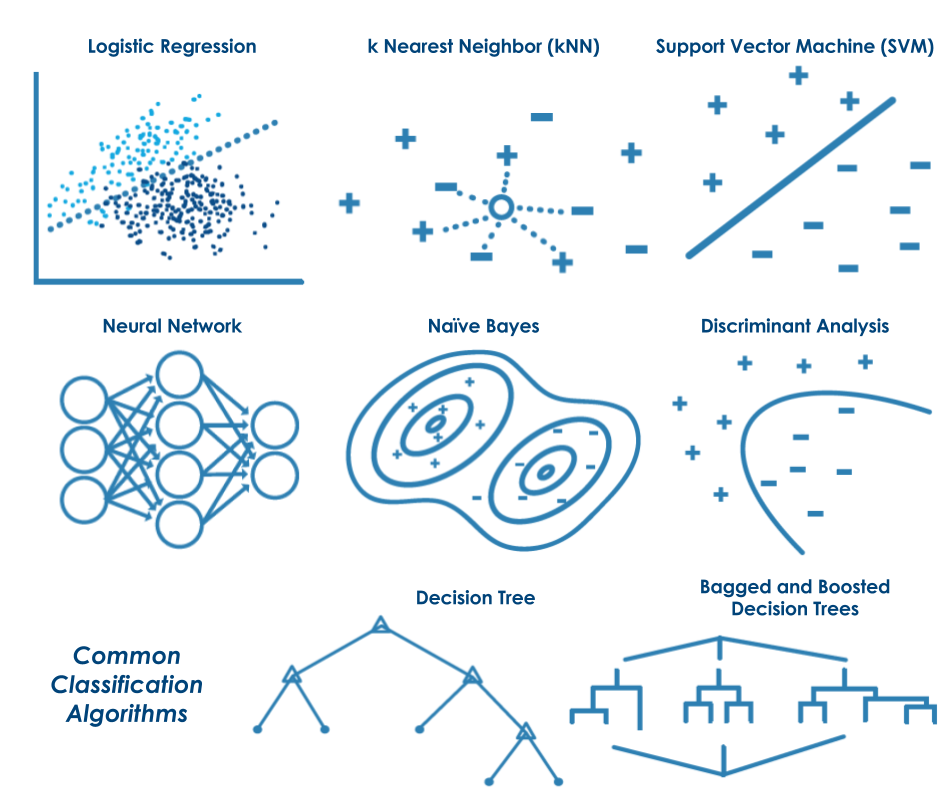 Logistic Regression
k Nearest Neighbor (kNN)
Support Vector Machine (SVM)
Neural Network
Naïve Bayes
Discriminant Analysis
Decision Tree
Bagged and Boosted
Decision Trees
Common
Classification
Algorithms